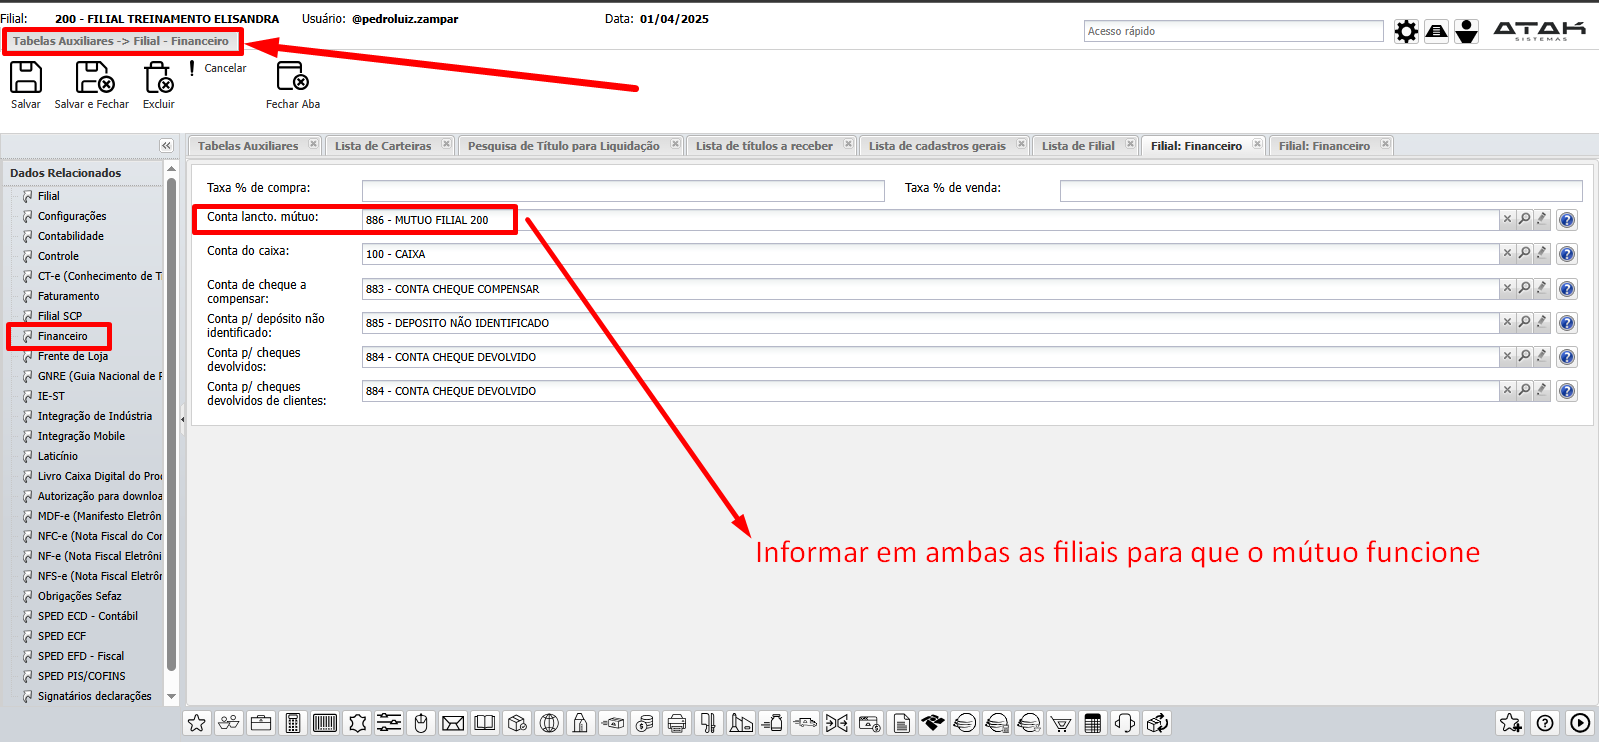 Filial: 200 - FILIAL TREINAMENTO ELISANDRA Usuário: @pedroluiz.zampar Data: 01/04/2025
Acesso rápido
ATAK
SISTEMAS
Tabelas Auxiliares -> Filial - Financeiro
Salvar
Salvar e Fechar
Excluir
Cancelar
Fechar Aba
Tabelas Auxiliares
Lista de Carteiras
Pesquisa de Título para Liquidação
Lista de títulos a receber
Lista de cadastros gerais
Lista de Filial
Filial: Financeiro
Filial: Financeiro
Dados Relacionados
Filial
Configurações
Contabilidade
Controle
CT-e (Conhecimento de T
Faturamento
Filial SCP
Financeiro
Frente de Loja
GNRE (Guia Nacional de R
IE-ST
Integração de Indústria
Integração Mobile
Laticínio
Livro Caixa Digital do Prod
Autorização para downloa
MDF-e (Manifesto Eletrôn
NFC-e (Nota Fiscal do Con
NF-e (Nota Fiscal Eletrôni
NFS-e (Nota Fiscal Eletrôn
Obrigações Sefaz
SPED ECD - Contábil
SPED ECF
SPED EFD - Fiscal
SPED PIS/COFINS
Signatários declarações
Taxa % de compra:
Taxa % de venda:
Conta lancto. mútuo: 886 - MUTUO FILIAL 200
Conta do caixa: 100 - CAIXA
Conta de cheque a
compensar: 883 - CONTA CHEQUE COMPENSAR
Conta p/ depósito não
identificado: 885 - DEPOSITO NÃO IDENTIFICADO
Conta p/ cheques
devolvidos: 884 - CONTA CHEQUE DEVOLVIDO
Conta p/ cheques
devolvidos de clientes: 884 - CONTA CHEQUE DEVOLVIDO
Informar em ambas as filiais para que o mútuo funcione